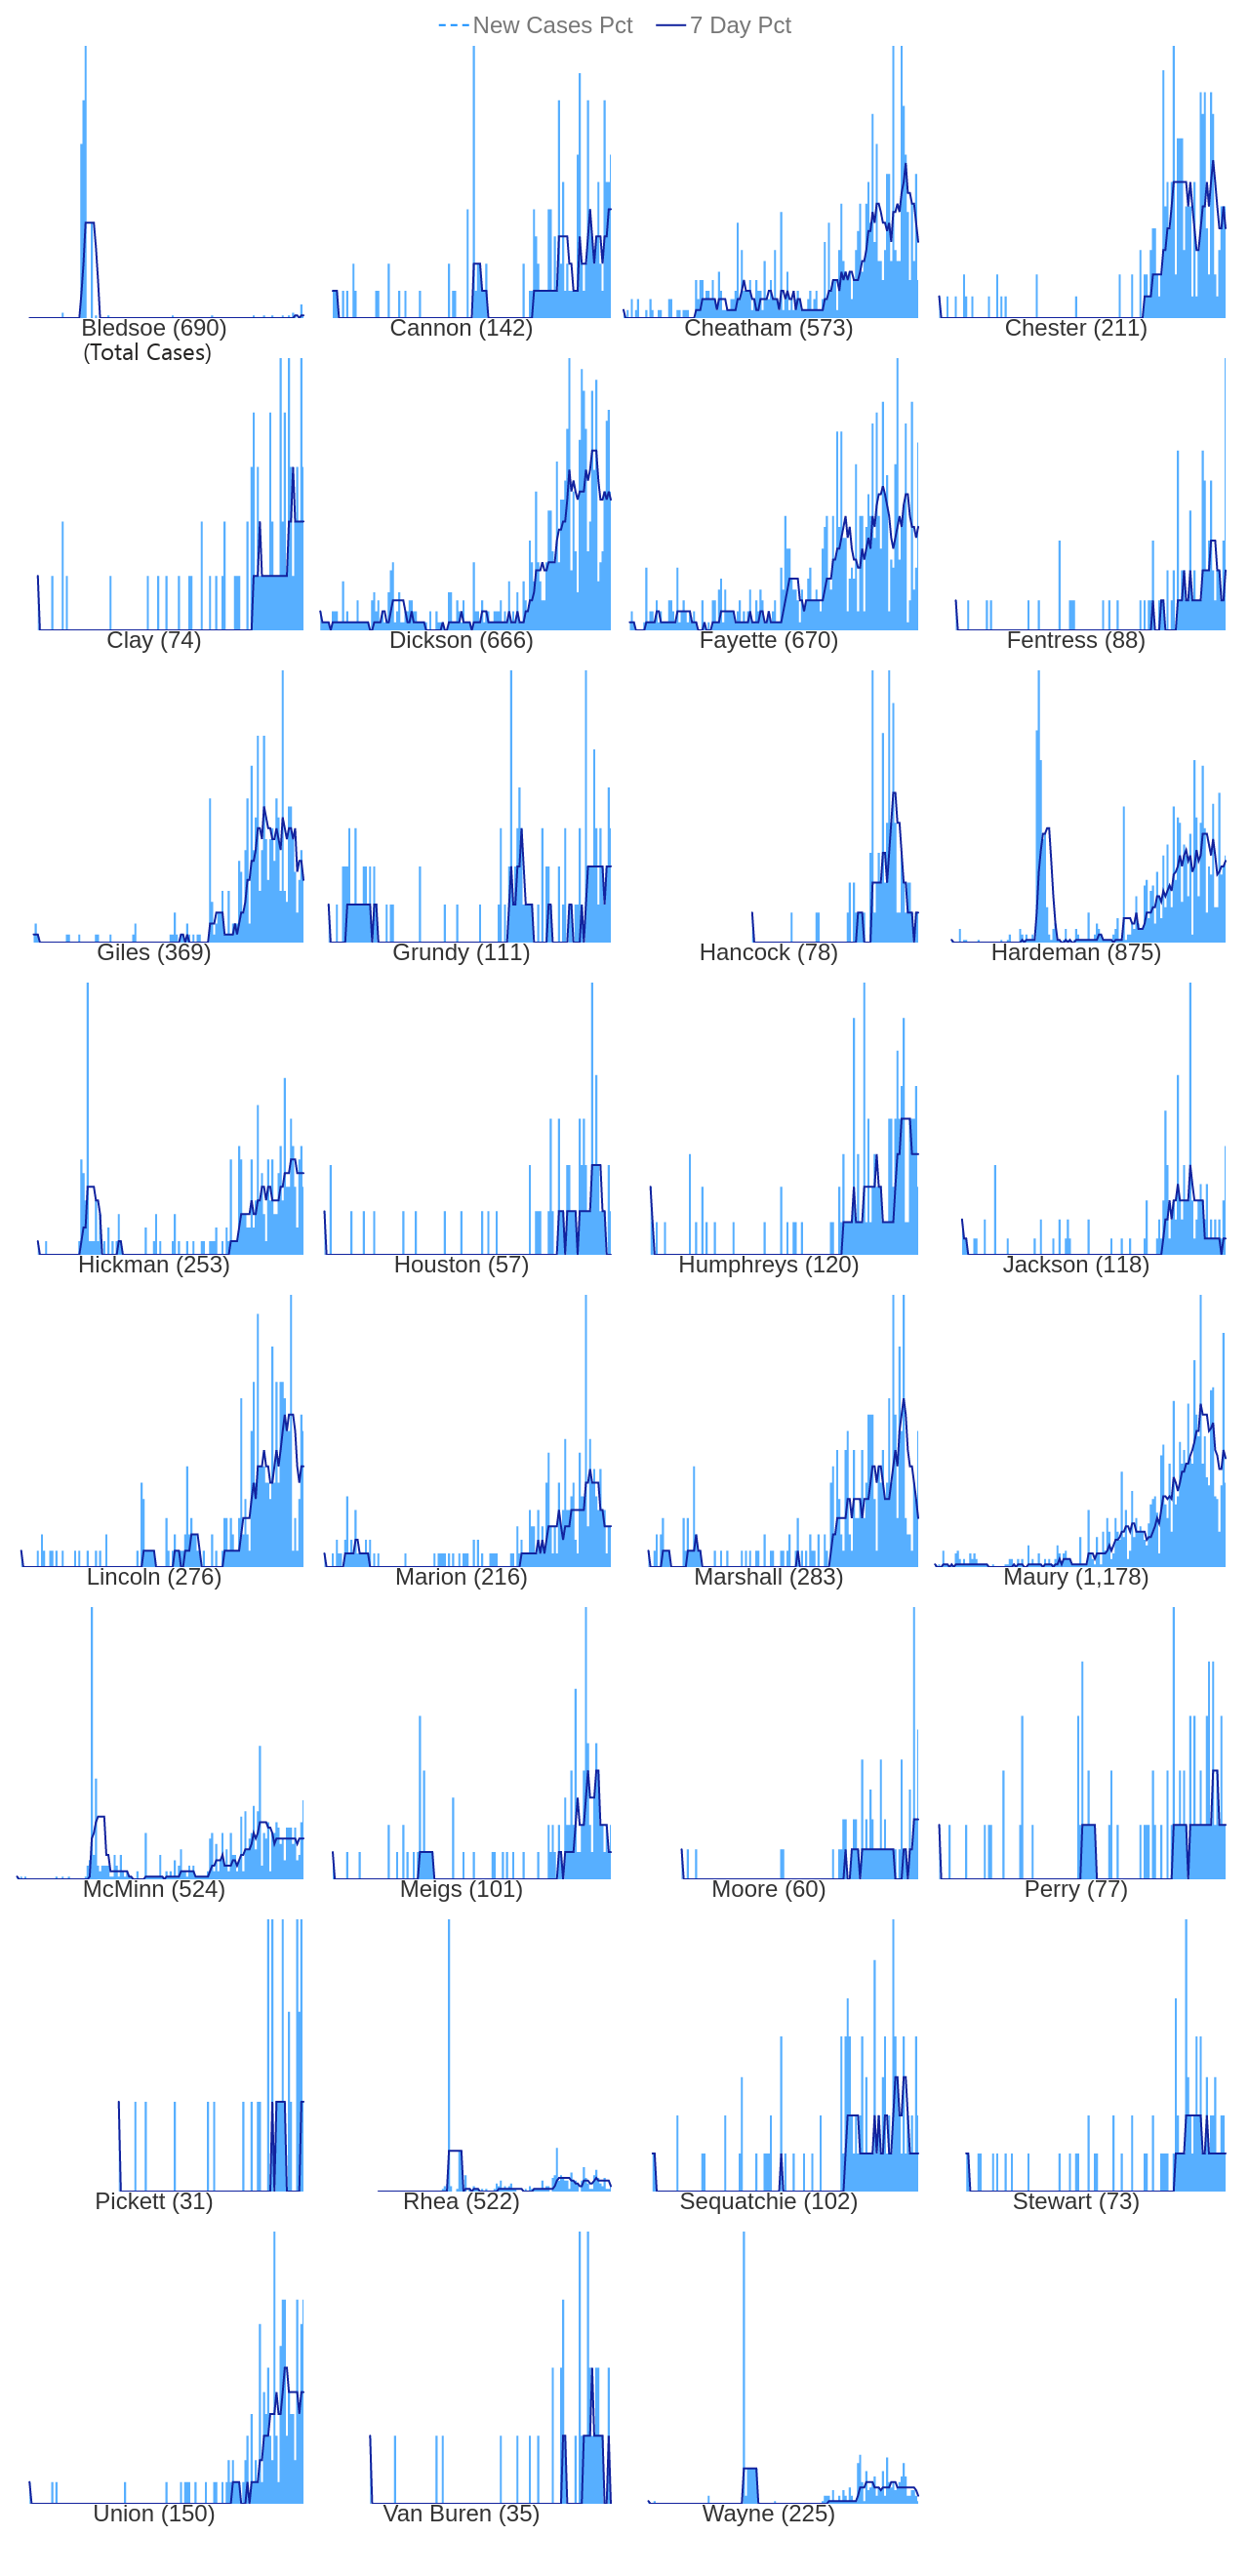 New Cases Pct 7 Day Pct
Bledsoe (690) Cannon (142) Cheatham (573) Chester (211)
(Total Cases)
Clay (74) Dickson (666) Fayette (670) Fentress (88)
Giles (369) Grundy (111) Hancock (78) Hardeman (875)
Hickman (253) Houston (57) Humphreys (120) Jackson (118)
Lincoln (276) Marion (216) Marshall (283) Maury (1,178)
McMinn (524) Meigs (101) Moore (60) Perry (77)
Pickett (31) Rhea (522) Sequatchie (102) Stewart (73)
Union (150) Van Buren (35) Wayne (225)